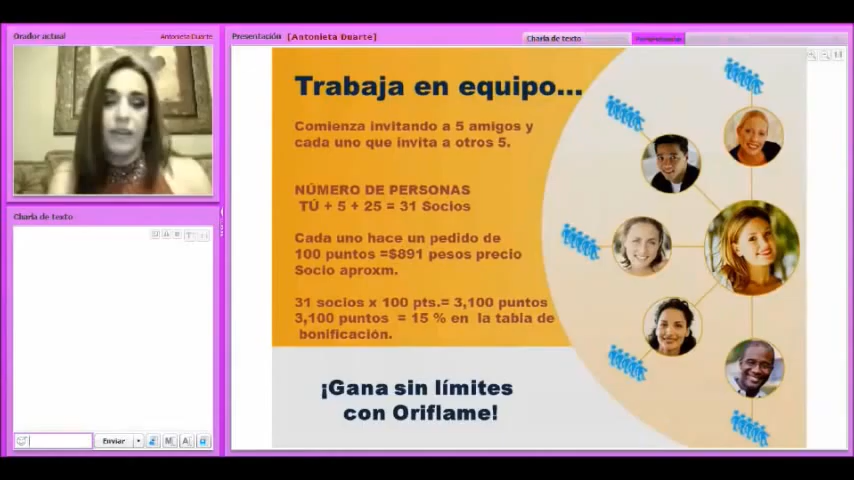 Orador actual
Antonieta Duarte
Presentación [Antonieta Duarte]
Charla de texto
Presentación
Trabaja en equipo...
Comienza invitando a 5 amigos y
cada uno que invita a otros 5.
NÚMERO DE PERSONAS
TÚ + 5 + 25 = 31 Socios
Cada uno hace un pedido de
100 puntos =$891 pesos precio
Socio aproxm.
31 socios x 100 pts.= 3,100 puntos
3,100 puntos = 15 % en la tabla de
bonificación.
¡Gana sin límites
con Oriflame!
Charla de texto
Enviar